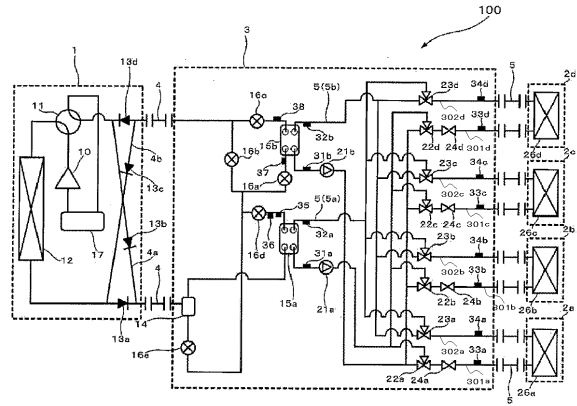 100
1
3
13d
4
16c
38
5(5b)
5
2d
23d
34d
11
32b
302d
33d
15b
16b
31b
21b
22d
24d
301d
26d
4b
10
13c
37
16a
23c
34c
2c
302c
33c
35
5(5a)
16d
36
32a
22c
24c
301c
26c
17
13b
23b
34b
2b
12
4a
31a
302b
33b
4
15a
21a
22b
24b
301b
26b
14
23a
34a
2a
13a
302a
33a
16e
22a
24a
301a
5
26a